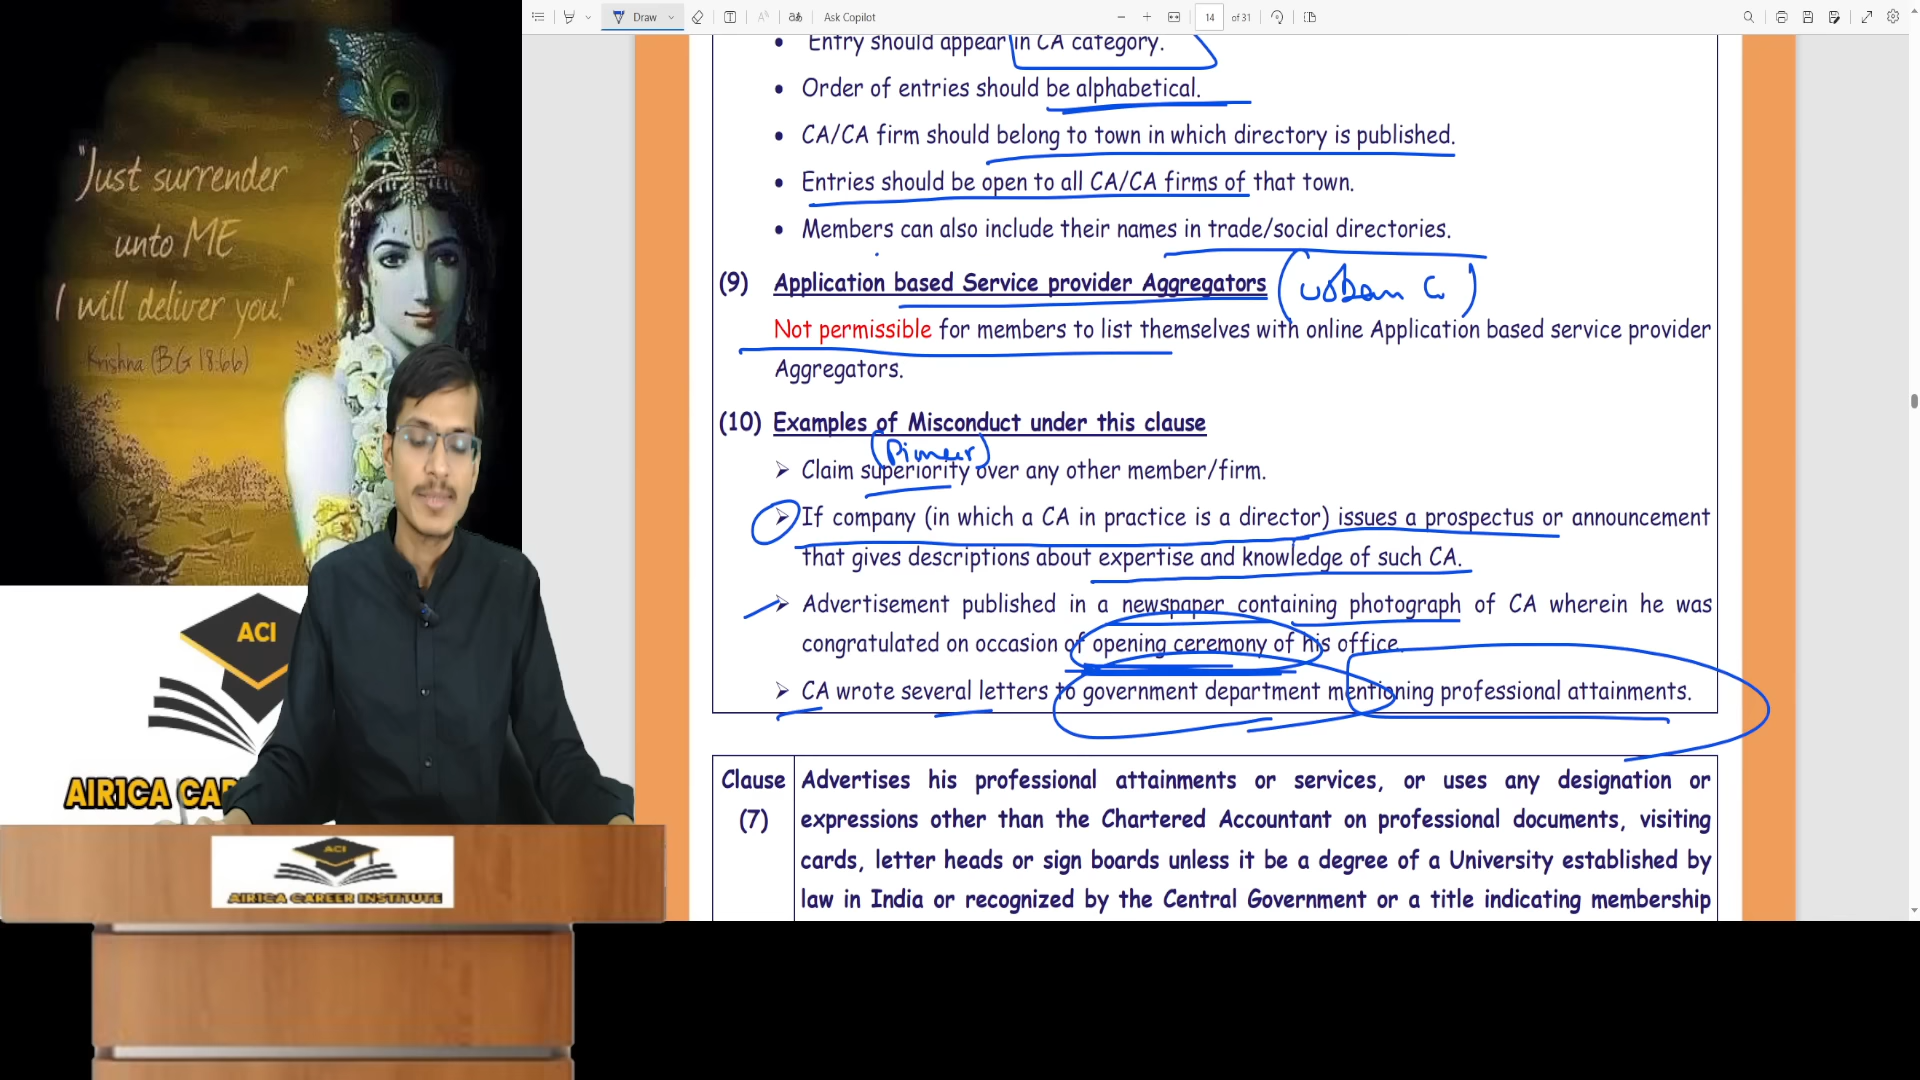 Draw
Ask Copilot
14
of 31
"Just surrender
unto ME
I will deliver you!"
- Krishna (B.G 18:66)
• Entry should appear in CA category.
• Order of entries should be alphabetical.
• CA/CA firm should belong to town in which directory is published.
• Entries should be open to all CA/CA firms of that town.
• Members can also include their names in trade/social directories.
(9) Application based Service provider Aggregators
Not permissible for members to list themselves with online Application based service provider
Aggregators.
(10) Examples of Misconduct under this clause
➢ Claim superiority over any other member/firm.
➢ If company (in which a CA in practice is a director) issues a prospectus or announcement
that gives descriptions about expertise and knowledge of such CA.
➢ Advertisement published in a newspaper containing photograph of CA wherein he was
congratulated on occasion of opening ceremony of his office.
➢ CA wrote several letters to government department mentioning professional attainments.
Clause
(7)
Advertises his professional attainments or services, or uses any designation or
expressions other than the Chartered Accountant on professional documents, visiting
cards, letter heads or sign boards unless it be a degree of a University established by
law in India or recognized by the Central Government or a title indicating membership
ACI
AIR1CA CAR
ACI
AIR1CA CAREER INSTITUTE